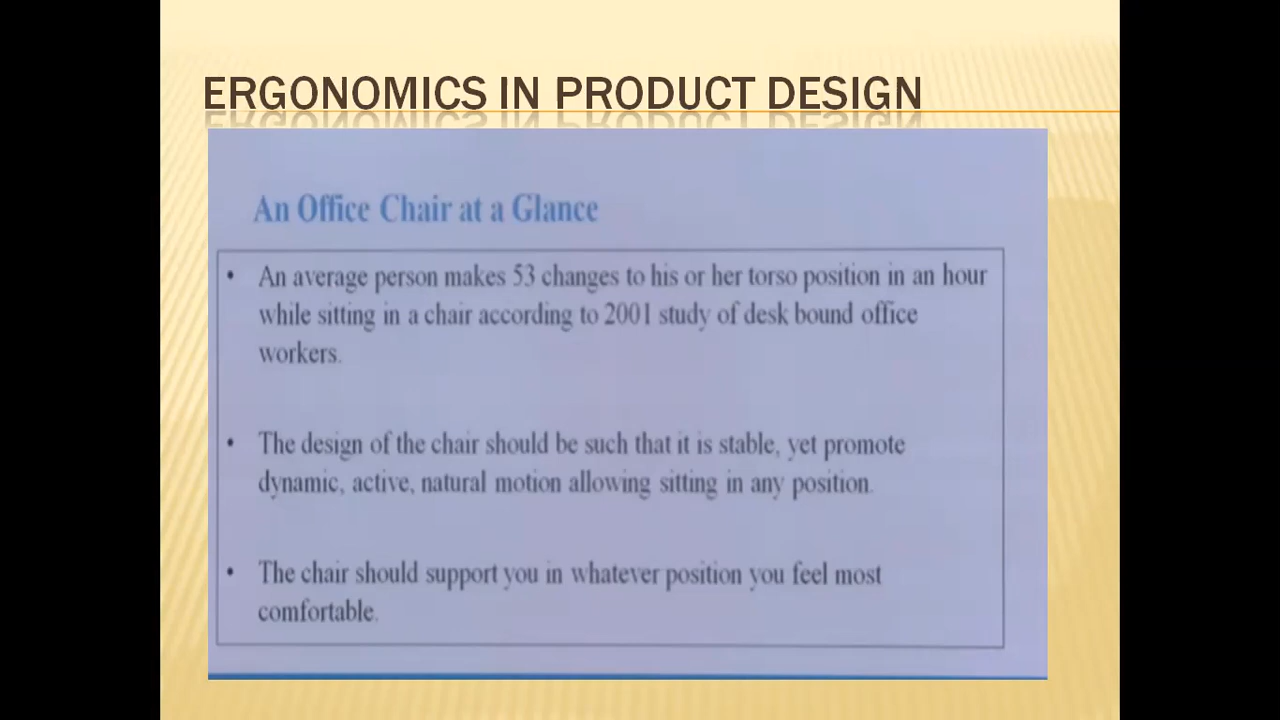 ERGONOMICS IN PRODUCT DESIGN
An Office Chair at a Glance
• An average person makes 53 changes to his or her torso position in an hour
while sitting in a chair according to 2001 study of desk bound office
workers.
• The design of the chair should be such that it is stable, yet promote
dynamic, active, natural motion allowing sitting in any position.
• The chair should support you in whatever position you feel most
comfortable.